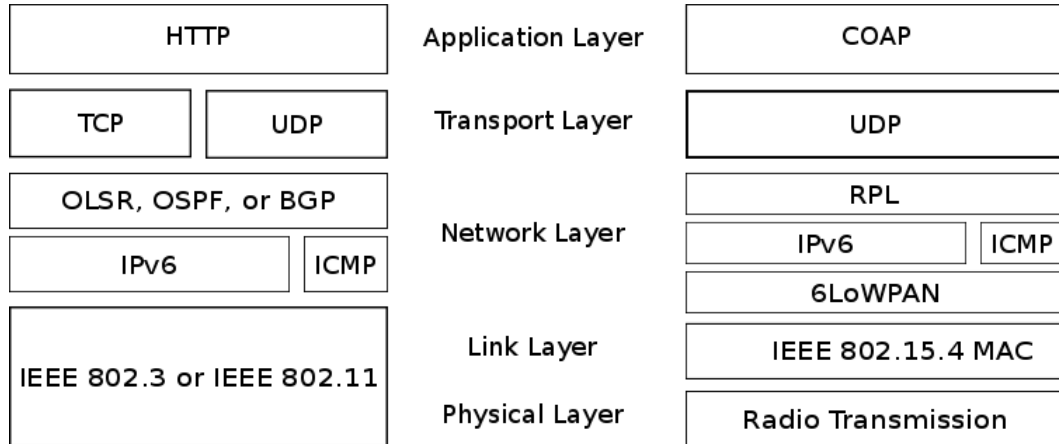 HTTP
Application Layer
COAP
TCP
UDP
Transport Layer
UDP
OLSR, OSPF, or BGP
Network Layer
RPL
IPv6
ICMP
IPv6
ICMP
6LoWPAN
IEEE 802.3 or IEEE 802.11
Link Layer
IEEE 802.15.4 MAC
Physical Layer
Radio Transmission